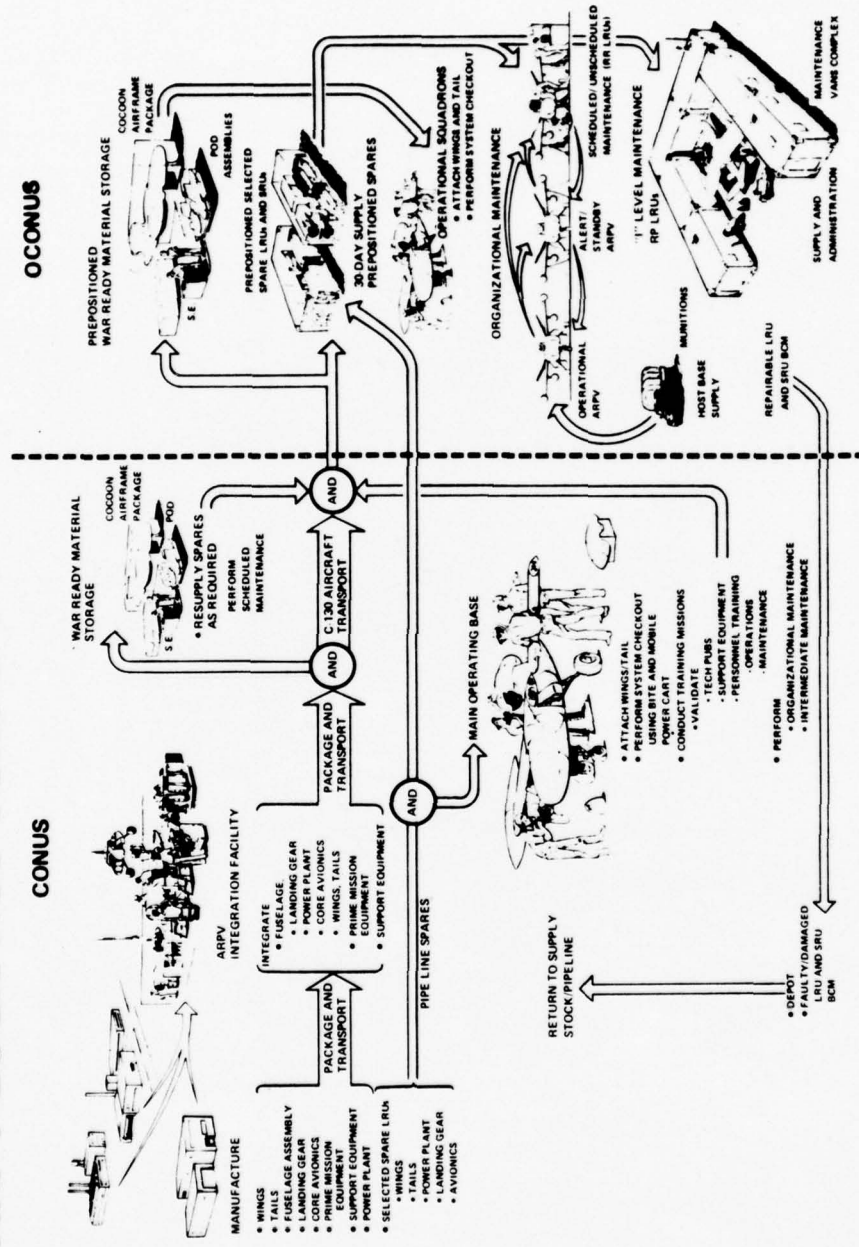 CONUS
OCONUS
MANUFACTURE
• WINGS
• TAILS
• FUSELAGE ASSEMBLY
• LANDING GEAR
• CORE AVIONICS
• PRIME MISSION
EQUIPMENT
• SUPPORT EQUIPMENT
• POWER PLANT
• SELECTED SPARE LRUs
• WINGS
• TAILS
• POWER PLANT
• LANDING GEAR
• AVIONICS
PACKAGE AND
TRANSPORT
ARPV
INTEGRATION FACILITY
INTEGRATE
• FUSELAGE
• LANDING GEAR
• POWER PLANT
• CORE AVIONICS
• WINGS, TAILS
• PRIME MISSION
EQUIPMENT
• SUPPORT EQUIPMENT
PACKAGE AND
TRANSPORT
AND
WAR READY MATERIAL
STORAGE
COCOON
AIRFRAME
PACKAGE
POD
S E
• RESUPPLY SPARES
AS REQUIRED
PERFORM
SCHEDULED
MAINTENANCE
C-130 AIRCRAFT
TRANSPORT
AND
PIPE LINE SPARES
AND
MAIN OPERATING BASE
• ATTACH WINGS/TAIL
• PERFORM SYSTEM CHECKOUT
USING BITE AND MOBILE
POWER CART
• CONDUCT TRAINING MISSIONS
• VALIDATE
- TECH PUBS
- SUPPORT EQUIPMENT
- PERSONNEL TRAINING
- OPERATIONS
- MAINTENANCE
• PERFORM
• ORGANIZATIONAL MAINTENANCE
• INTERMEDIATE MAINTENANCE
RETURN TO SUPPLY
STOCK/PIPELINE
• DEPOT
• FAULTY/DAMAGED
LRU AND SRU
BCM
PREPOSITIONED
WAR READY MATERIAL STORAGE
COCOON
AIRFRAME
PACKAGE
POD
ASSEMBLIES
S.E
PREPOSITIONED SELECTED
SPARE LRUs AND SRUs
30-DAY SUPPLY
PREPOSITIONED SPARES
OPERATIONAL SQUADRONS
• ATTACH WINGS AND TAIL
• PERFORM SYSTEM CHECKOUT
ORGANIZATIONAL MAINTENANCE
OPERATIONAL
ARPV
ALERT/
STANDBY
ARPV
SCHEDULED/UNSCHEDULED
MAINTENANCE (RR LRUs)
HOST BASE
SUPPLY
MUNITIONS
"I" LEVEL MAINTENANCE
RP LRUs
SUPPLY AND
ADMINISTRATION
MAINTENANCE
VANS COMPLEX
REPAIRABLE LRU
AND SRU BCM